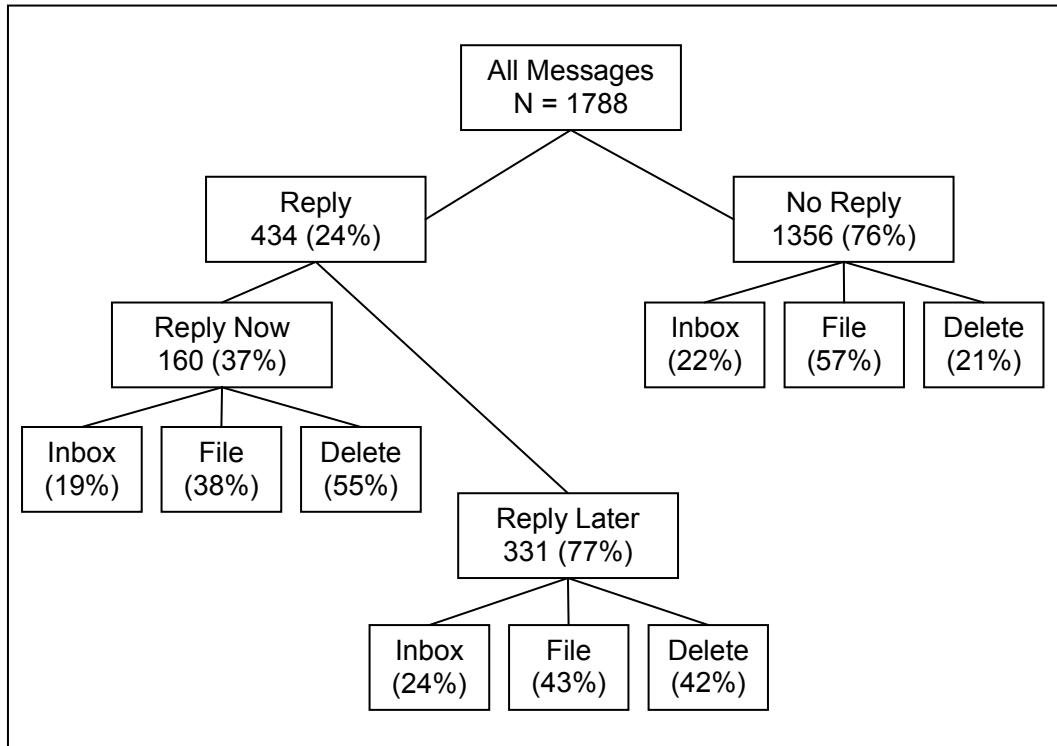 All Messages
N = 1788
Reply
434 (24%)
No Reply
1356 (76%)
Reply Now
160 (37%)
Inbox
(22%)
File
(57%)
Delete
(21%)
Inbox
(19%)
File
(38%)
Delete
(55%)
Reply Later
331 (77%)
Inbox
(24%)
File
(43%)
Delete
(42%)